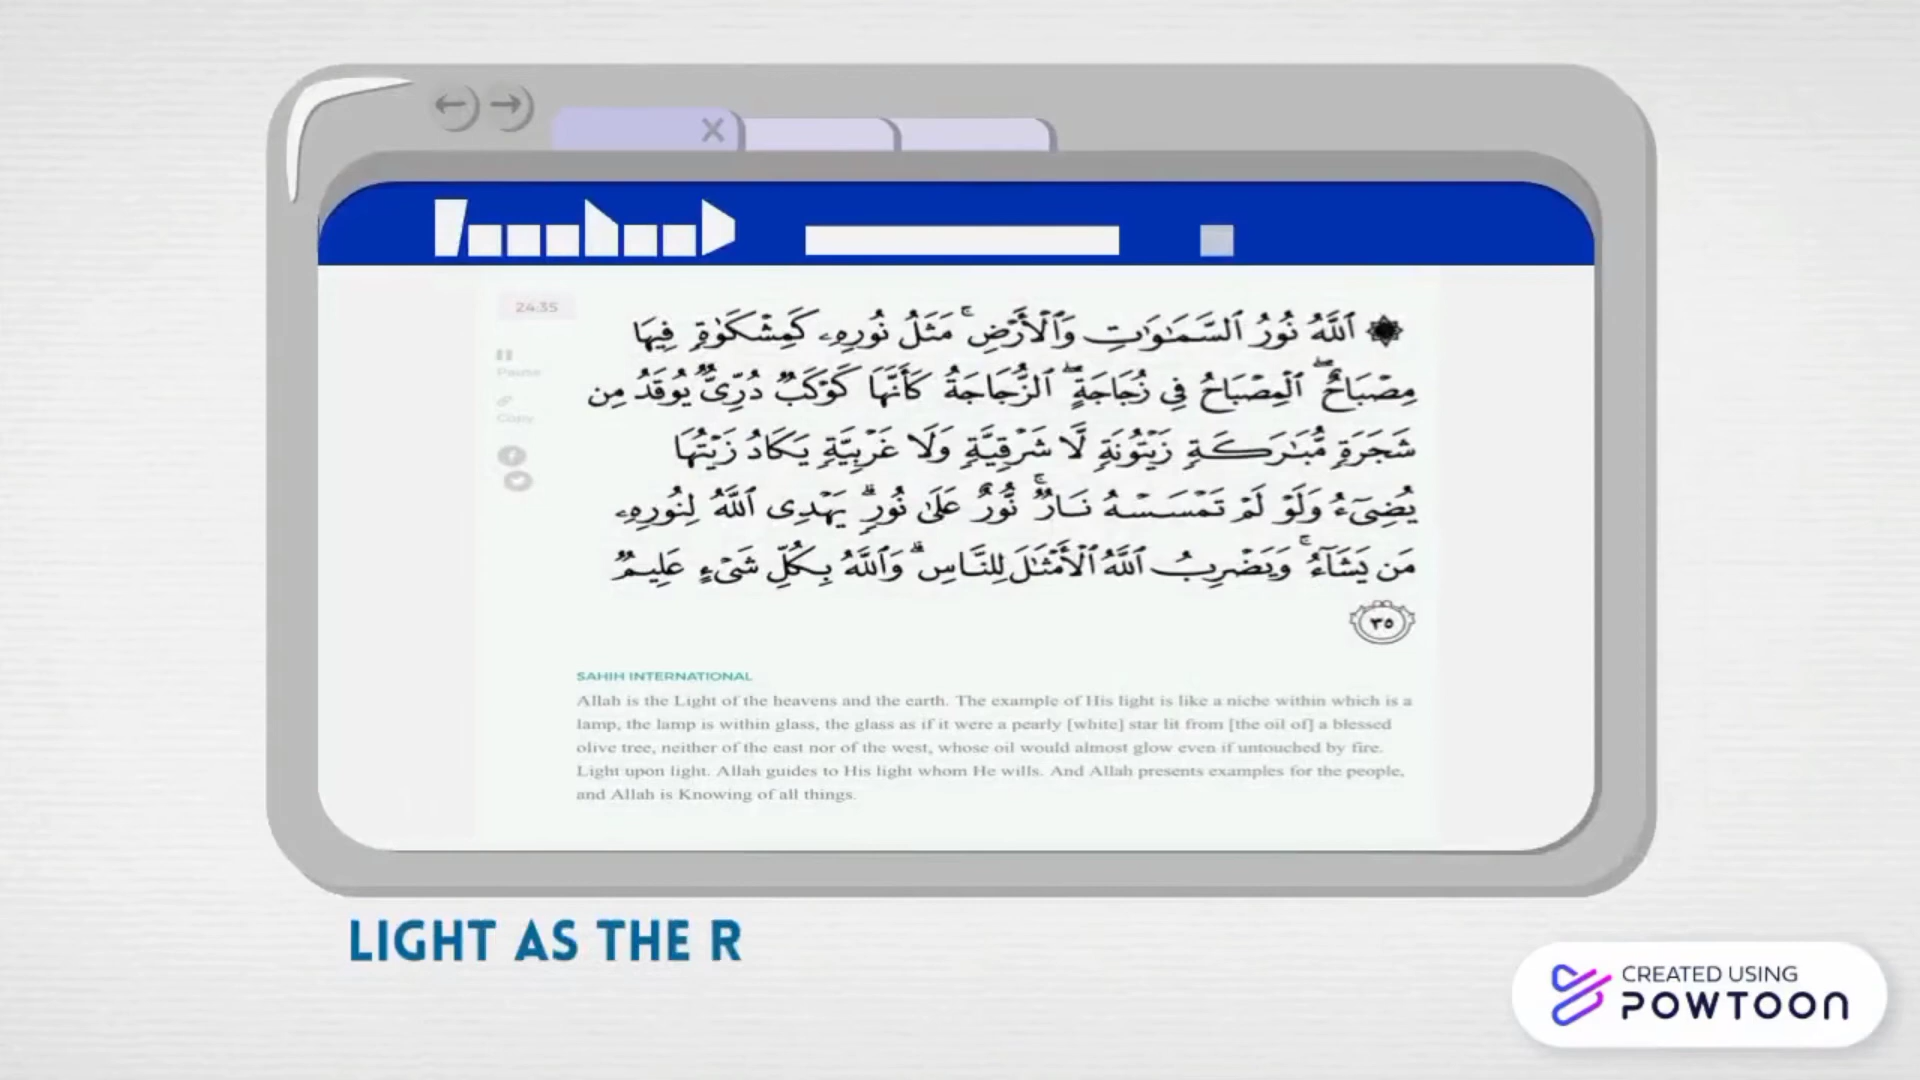 24:35
ٱللَّهُ نُورُ ٱلسَّمَـٰوَٰتِ وَٱلْأَرْضِ ۚ مَثَلُ نُورِهِۦ كَمِشْكَوٰةٍ فِيهَا
مِصْبَاحٌ ۖ ٱلْمِصْبَاحُ فِى زُجَاجَةٍ ۖ ٱلزُّجَاجَةُ كَأَنَّهَا كَوْكَبٌ دُرِّىٌّ يُوقَدُ مِن
شَجَرَةٍ مُّبَـٰرَكَةٍ زَيْتُونَةٍ لَّا شَرْقِيَّةٍ وَلَا غَرْبِيَّةٍ يَكَادُ زَيْتُهَا
يُضِىٓءُ وَلَوْ لَمْ تَمْسَسْهُ نَارٌ ۚ نُّورٌ عَلَىٰ نُورٍ ۗ يَهْدِى ٱللَّهُ لِنُورِهِۦ
مَن يَشَآءُ ۚ وَيَضْرِبُ ٱللَّهُ ٱلْأَمْثَـٰلَ لِلنَّاسِ ۗ وَٱللَّهُ بِكُلِّ شَىْءٍ عَلِيمٌ
٣٥
Pause
Copy
SAHIH INTERNATIONAL
Allah is the Light of the heavens and the earth. The example of His light is like a niche within which is a
lamp, the lamp is within glass, the glass as if it were a pearly [white] star lit from [the oil of] a blessed
olive tree, neither of the east nor of the west, whose oil would almost glow even if untouched by fire.
Light upon light. Allah guides to His light whom He wills. And Allah presents examples for the people,
and Allah is Knowing of all things.
LIGHT AS THE R
CREATED USING
POWTOON